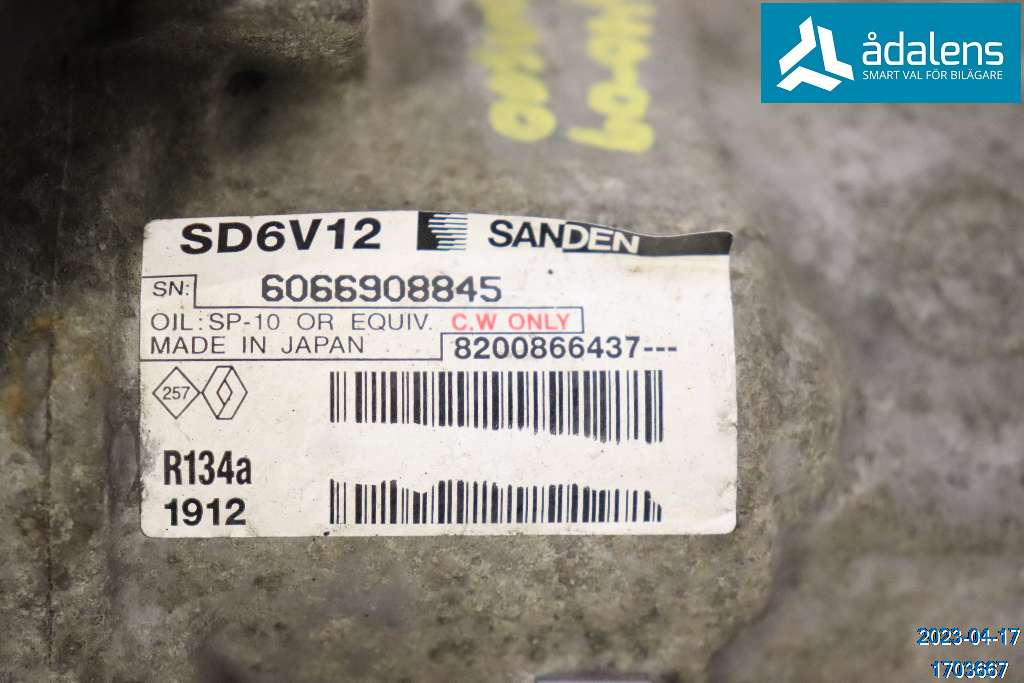 ådalens
SMART VAL FÖR BILÄGARE
SD6V12 SANDEN
SN: 6066908845
OIL: SP-10 OR EQUIV. C.W ONLY
MADE IN JAPAN 8200866437---
257
R134a
1912
2023-04-17
1703667